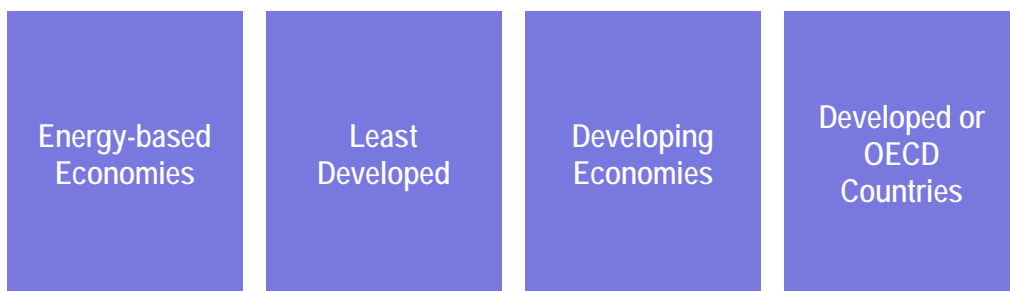 Energy-based
Economies
Least
Developed
Developing
Economies
Developed or
OECD
Countries